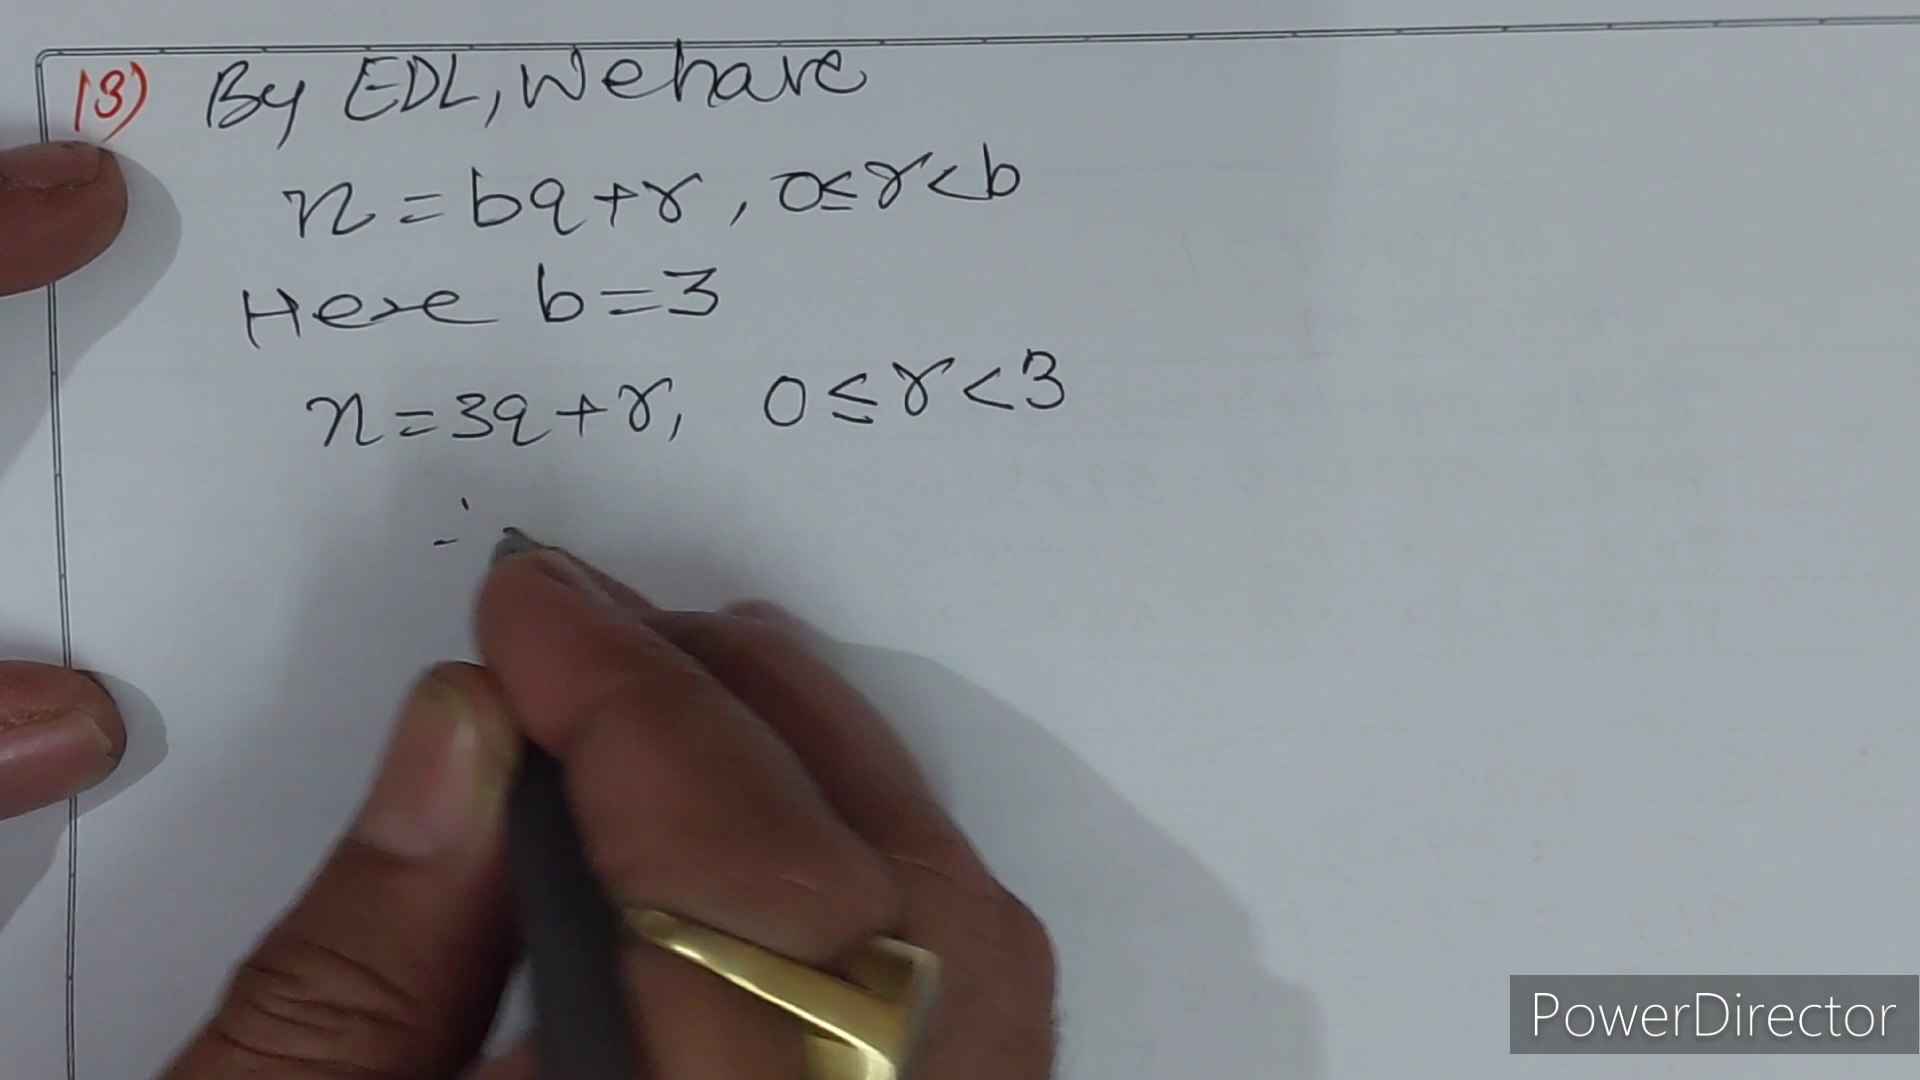 13) By EDL, We have
n = bq + r, 0 ≤ r < b
Here b = 3
n = 3q + r, 0 ≤ r < 3
∴
PowerDirector